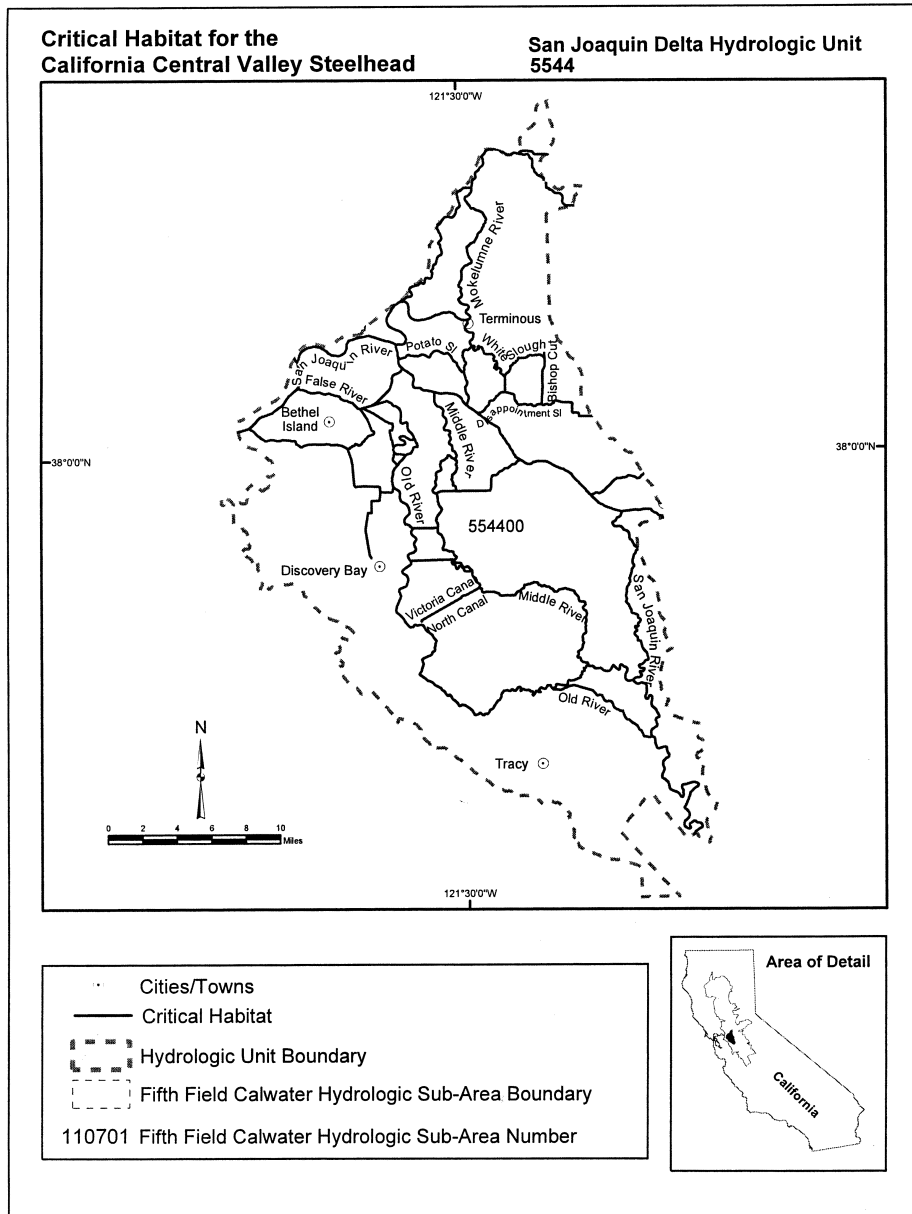 Critical Habitat for the
California Central Valley Steelhead
San Joaquin Delta Hydrologic Unit
5544
121°30'0"W
Mokelumne River
Terminous
San Joaquin River
Potato Sl
White Slough
Bishop Cut
False River
Disappointment Sl
Bethel
Island
Middle River
38°0'0"N
38°0'0"N
Old River
554400
Discovery Bay
Victoria Canal
North Canal
Middle River
San Joaquin River
Old River
N
Tracy
0 2 4 6 8 10
Miles
121°30'0"W
Cities/Towns
Critical Habitat
Hydrologic Unit Boundary
Fifth Field Calwater Hydrologic Sub-Area Boundary
110701 Fifth Field Calwater Hydrologic Sub-Area Number
Area of Detail
California